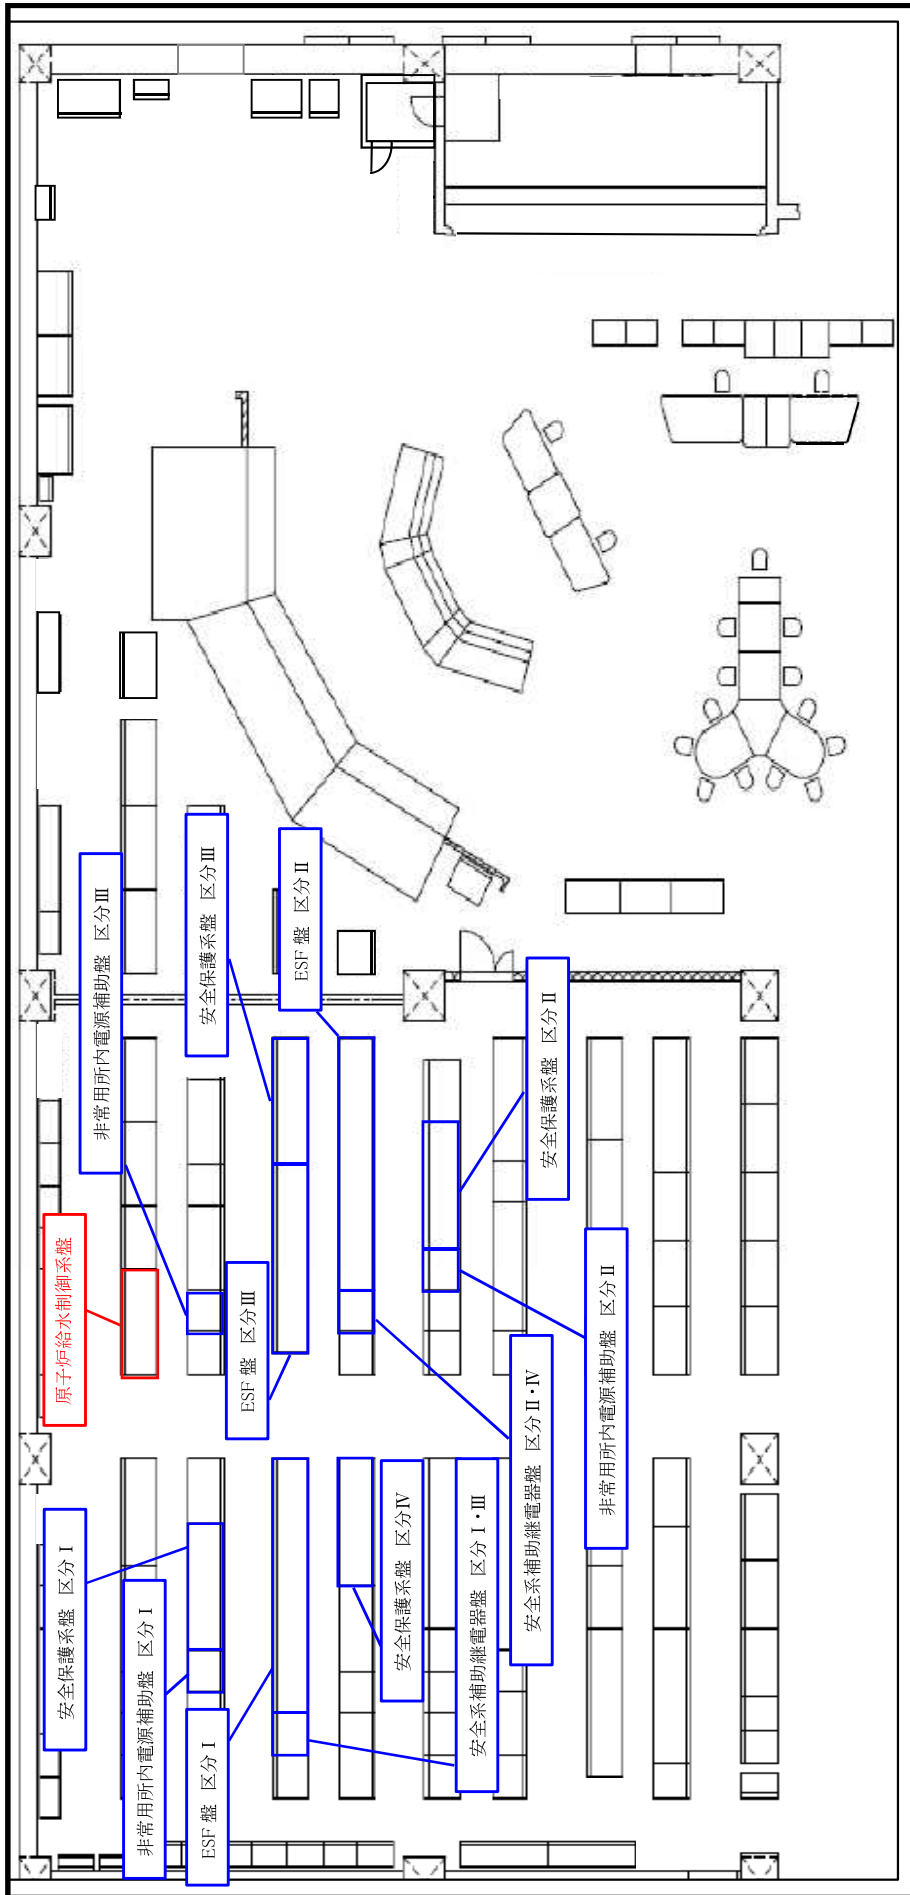 非常用所内電源補助盤 区分Ⅲ
安全保護系盤 区分Ⅲ
ESF 盤 区分Ⅱ
安全保護系盤 区分Ⅱ
原子炉給水制御系盤
ESF 盤 区分Ⅲ
非常用所内電源補助盤 区分Ⅱ
安全系補助継電器盤 区分Ⅱ・Ⅳ
安全保護系盤 区分Ⅰ
安全保護系盤 区分Ⅳ
安全系補助継電器盤 区分Ⅰ・Ⅲ
非常用所内電源補助盤 区分Ⅰ
ESF 盤 区分Ⅰ